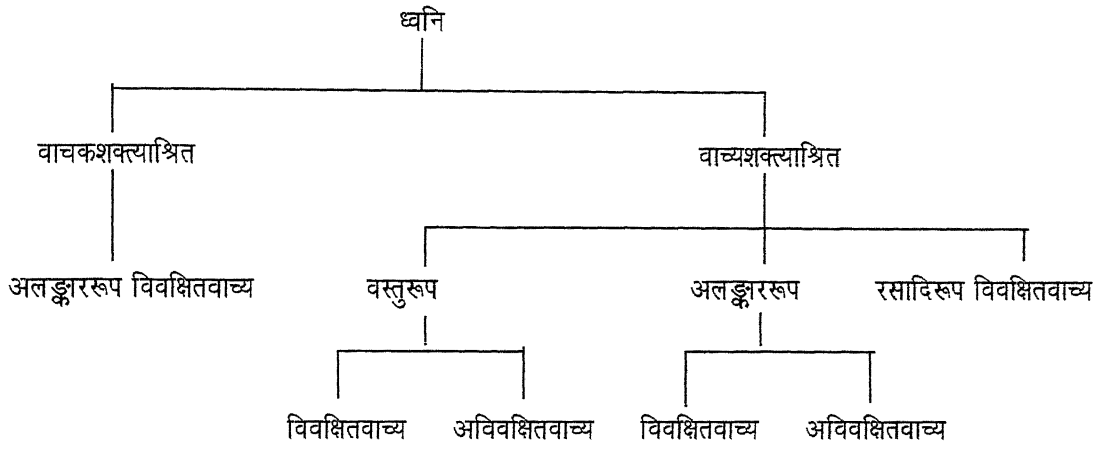 ध्वनि
वाचकशक्त्याश्रित वाच्यशक्त्याश्रित
अलङ्काररूप विवक्षितवाच्य वस्तुरूप अलङ्काररूप रसादिरूप विवक्षितवाच्य
विवक्षितवाच्य अविवक्षितवाच्य विवक्षितवाच्य अविवक्षितवाच्य